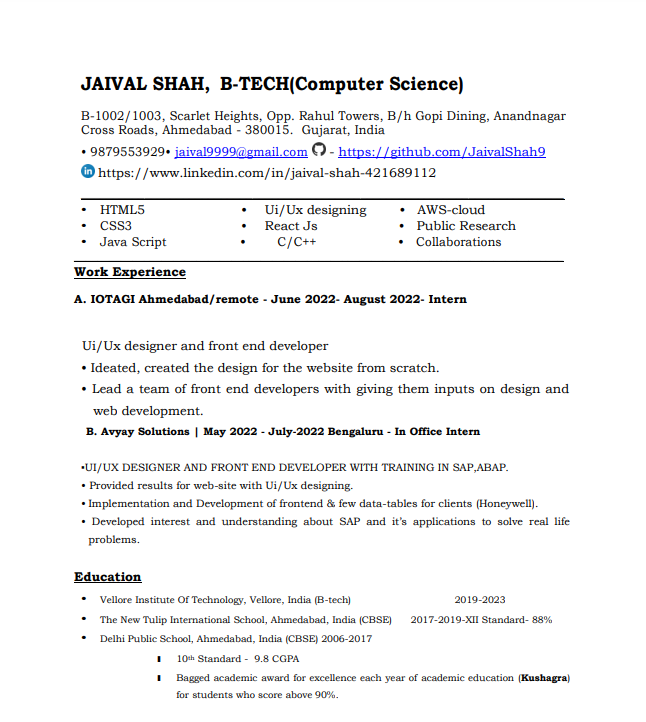 JAIVAL SHAH, B-TECH(Computer Science)
B-1002/1003, Scarlet Heights, Opp. Rahul Towers, B/h Gopi Dining, Anandnagar
Cross Roads, Ahmedabad - 380015. Gujarat, India
• 9879553929• jaival9999@gmail.com - https://github.com/JaivalShah9
in https://www.linkedin.com/in/jaival-shah-421689112
• HTML5 • Ui/Ux designing • AWS-cloud
• CSS3 • React Js • Public Research
• Java Script • C/C++ • Collaborations
Work Experience
A. IOTAGI Ahmedabad/remote - June 2022- August 2022- Intern
Ui/Ux designer and front end developer
• Ideated, created the design for the website from scratch.
• Lead a team of front end developers with giving them inputs on design and
web development.
B. Avyay Solutions | May 2022 - July-2022 Bengaluru - In Office Intern
•UI/UX DESIGNER AND FRONT END DEVELOPER WITH TRAINING IN SAP,ABAP.
• Provided results for web-site with Ui/Ux designing.
• Implementation and Development of frontend & few data-tables for clients (Honeywell).
• Developed interest and understanding about SAP and it's applications to solve real life
problems.
Education
• Vellore Institute Of Technology, Vellore, India (B-tech) 2019-2023
• The New Tulip International School, Ahmedabad, India (CBSE) 2017-2019-XII Standard- 88%
• Delhi Public School, Ahmedabad, India (CBSE) 2006-2017
10th Standard - 9.8 CGPA
Bagged academic award for excellence each year of academic education (Kushagra)
for students who score above 90%.